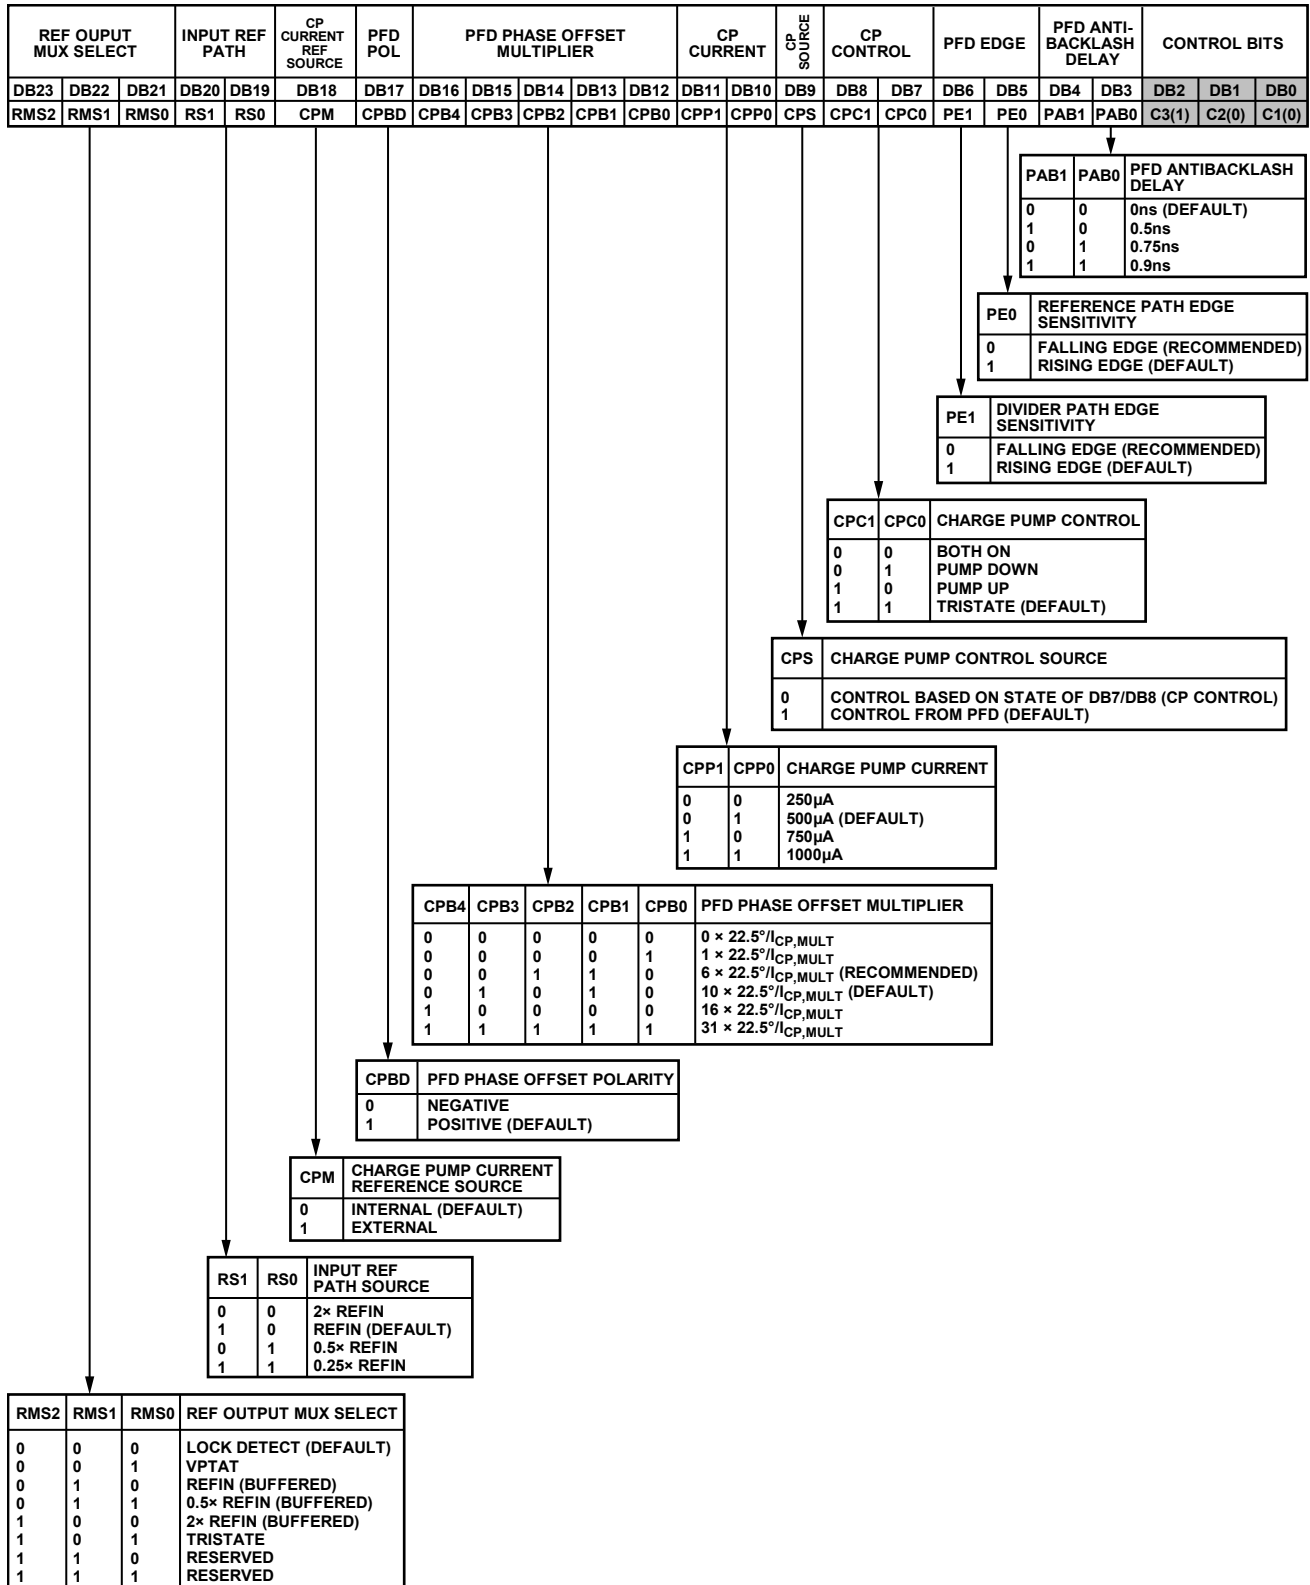 REF OUPUT MUX SELECT | INPUT REF PATH | CP CURRENT REF SOURCE | PFD POL | PFD PHASE OFFSET MULTIPLIER | CP CURRENT | CP SOURCE | CP CONTROL | PFD EDGE | PFD ANTI-BACKLASH DELAY | CONTROL BITS
DB23 DB22 DB21 DB20 DB19 DB18 DB17 DB16 DB15 DB14 DB13 DB12 DB11 DB10 DB9 DB8 DB7 DB6 DB5 DB4 DB3 DB2 DB1 DB0
RMS2 RMS1 RMS0 RS1 RS0 CPM CPBD CPB4 CPB3 CPB2 CPB1 CPB0 CPP1 CPP0 CPS CPC1 CPC0 PE1 PE0 PAB1 PAB0 C3(1) C2(0) C1(0)
PAB1 PAB0 PFD ANTIBACKLASH DELAY
0 0 0ns (DEFAULT)
1 0 0.5ns
0 1 0.75ns
1 1 0.9ns
PE0 REFERENCE PATH EDGE SENSITIVITY
0 FALLING EDGE (RECOMMENDED)
1 RISING EDGE (DEFAULT)
PE1 DIVIDER PATH EDGE SENSITIVITY
0 FALLING EDGE (RECOMMENDED)
1 RISING EDGE (DEFAULT)
CPC1 CPC0 CHARGE PUMP CONTROL
0 0 BOTH ON
0 1 PUMP DOWN
1 0 PUMP UP
1 1 TRISTATE (DEFAULT)
CPS CHARGE PUMP CONTROL SOURCE
0 CONTROL BASED ON STATE OF DB7/DB8 (CP CONTROL)
1 CONTROL FROM PFD (DEFAULT)
CPP1 CPP0 CHARGE PUMP CURRENT
0 0 250µA
0 1 500µA (DEFAULT)
1 0 750µA
1 1 1000µA
CPB4 CPB3 CPB2 CPB1 CPB0 PFD PHASE OFFSET MULTIPLIER
0 0 0 0 0 0 × 22.5°/ICP,MULT
0 0 0 0 1 1 × 22.5°/ICP,MULT
0 0 1 1 0 6 × 22.5°/ICP,MULT (RECOMMENDED)
0 1 0 1 0 10 × 22.5°/ICP,MULT (DEFAULT)
1 0 0 0 0 16 × 22.5°/ICP,MULT
1 1 1 1 1 31 × 22.5°/ICP,MULT
CPBD PFD PHASE OFFSET POLARITY
0 NEGATIVE
1 POSITIVE (DEFAULT)
CPM CHARGE PUMP CURRENT REFERENCE SOURCE
0 INTERNAL (DEFAULT)
1 EXTERNAL
RS1 RS0 INPUT REF PATH SOURCE
0 0 2× REFIN
1 0 REFIN (DEFAULT)
0 1 0.5× REFIN
1 1 0.25× REFIN
RMS2 RMS1 RMS0 REF OUTPUT MUX SELECT
0 0 0 LOCK DETECT (DEFAULT)
0 0 1 VPTAT
0 1 0 REFIN (BUFFERED)
0 1 1 0.5× REFIN (BUFFERED)
1 0 0 2× REFIN (BUFFERED)
1 0 1 TRISTATE
1 1 0 RESERVED
1 1 1 RESERVED